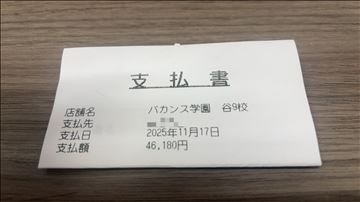 支払書
店舗名 バカンス学園 谷9校
支払先
支払日 2025年11月17日
支払額 46,180円